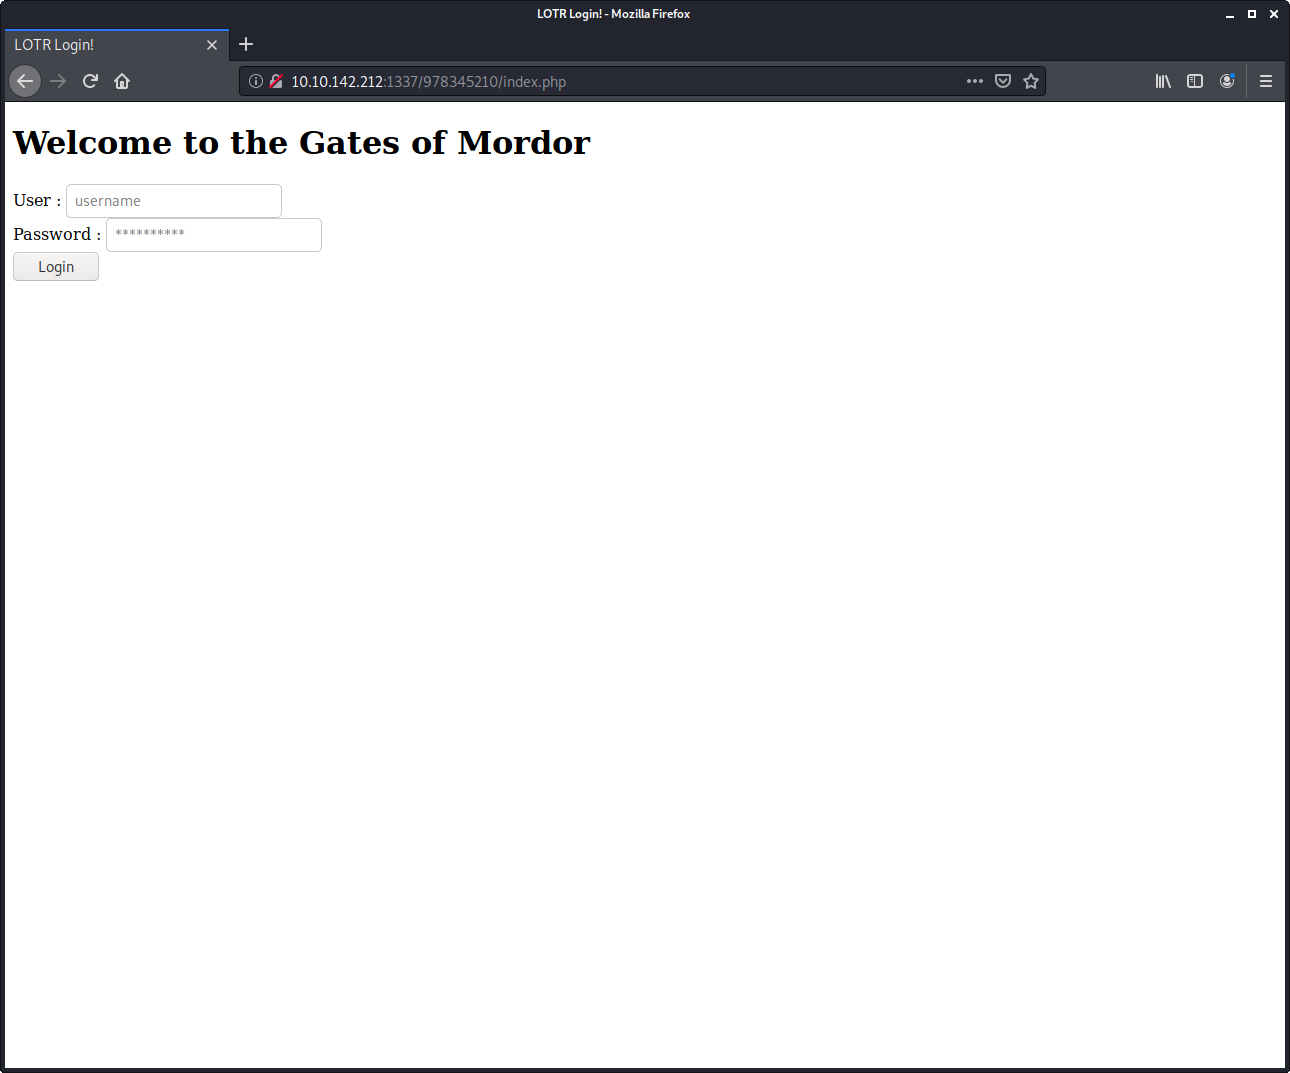 LOTR Login! - Mozilla Firefox
LOTR Login!
10.10.142.212:1337/978345210/index.php
Welcome to the Gates of Mordor
User : username
Password : **********
Login